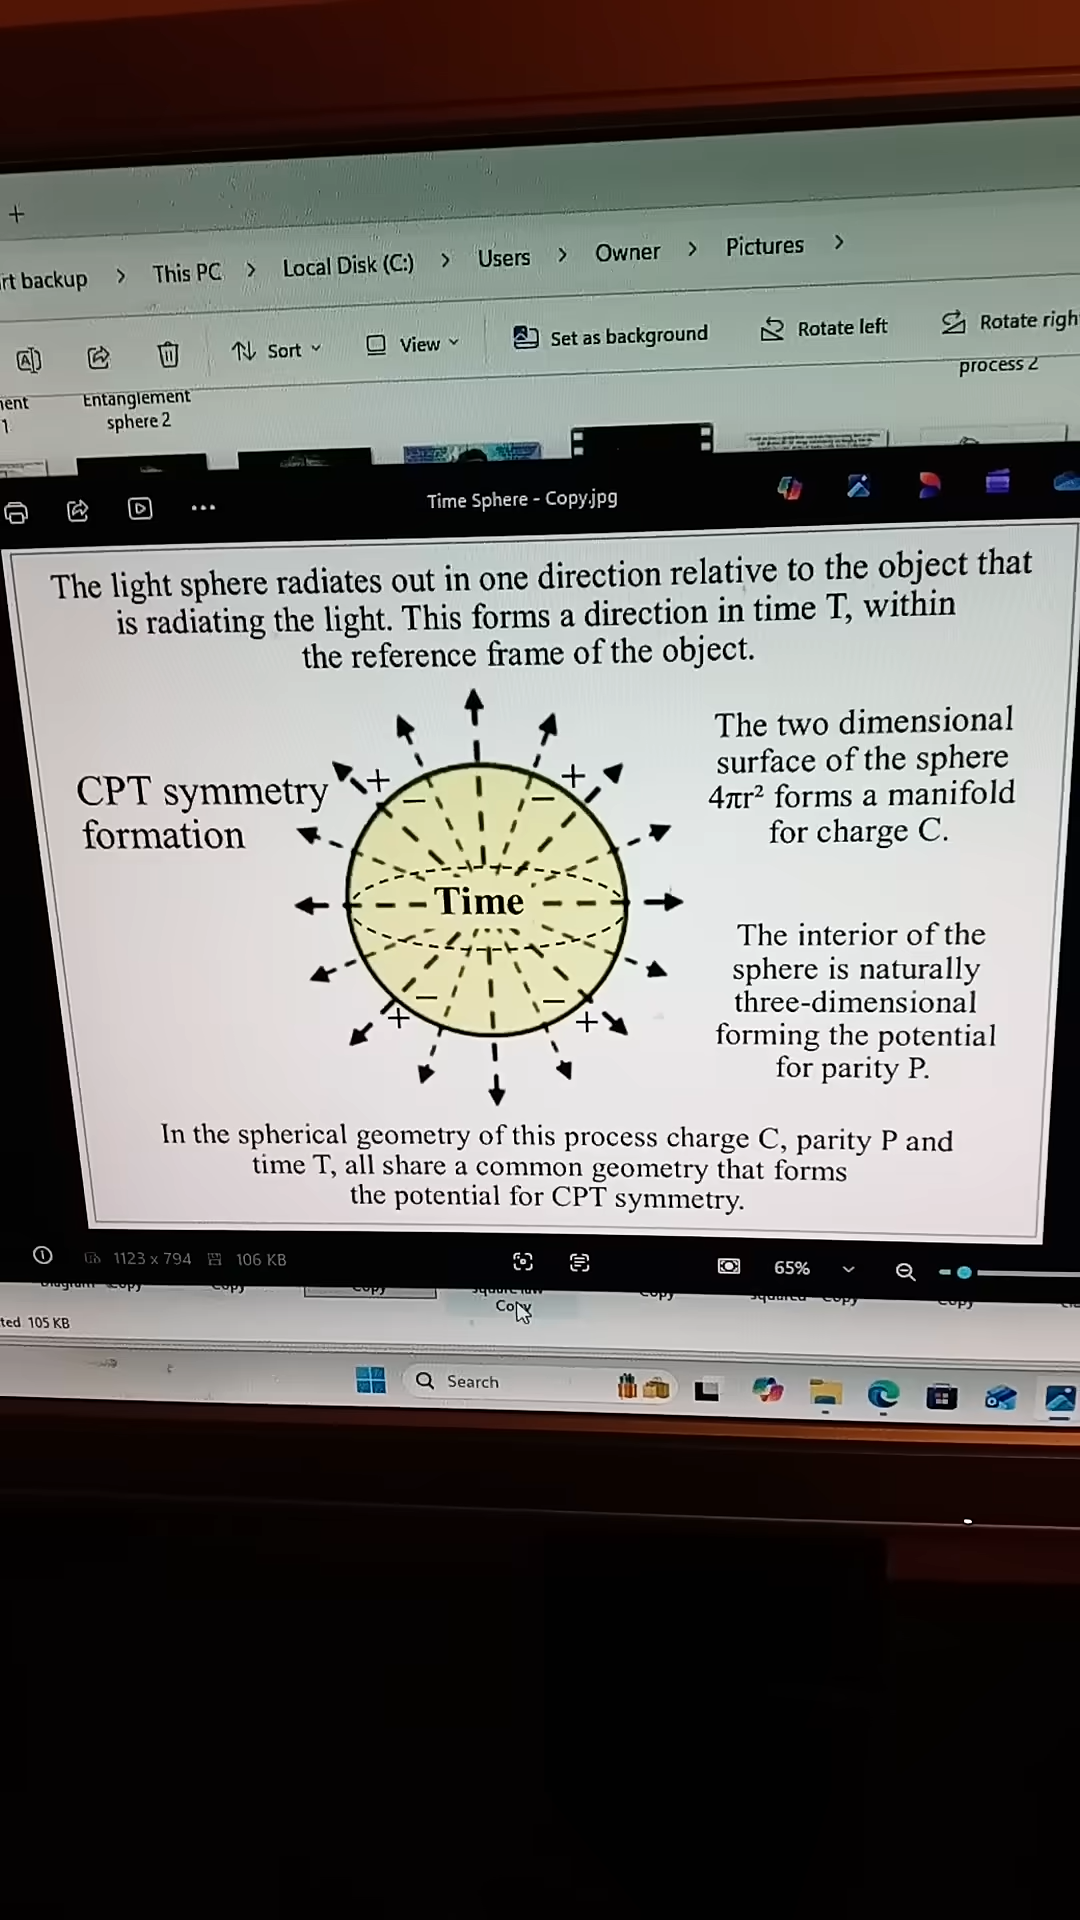 +
rt backup > This PC > Local Disk (C:) > Users > Owner > Pictures >
Sort View Set as background Rotate left Rotate righ
process 2
1
Entanglement
sphere 2
Time Sphere - Copy.jpg
The light sphere radiates out in one direction relative to the object that
is radiating the light. This forms a direction in time T, within
the reference frame of the object.
CPT symmetry
formation
+ − − +
Time
− + − +
The two dimensional
surface of the sphere
4πr² forms a manifold
for charge C.
The interior of the
sphere is naturally
three-dimensional
forming the potential
for parity P.
In the spherical geometry of this process charge C, parity P and
time T, all share a common geometry that forms
the potential for CPT symmetry.
1123 x 794 106 KB 65%
Copy
ted 105 KB
Search